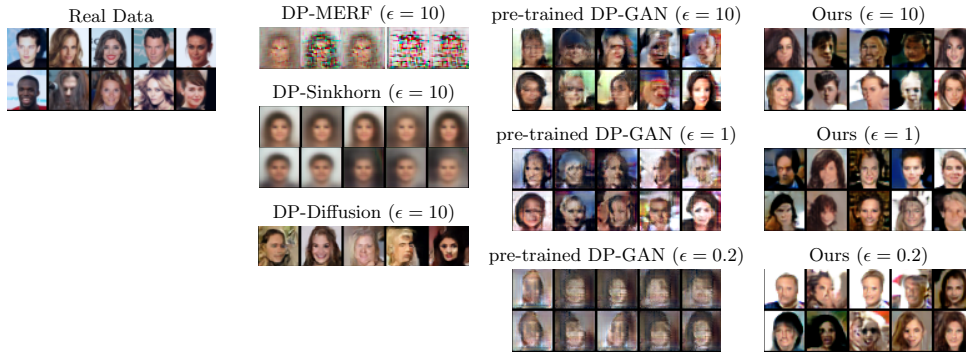 Real Data
DP-MERF (ϵ = 10)
DP-Sinkhorn (ϵ = 10)
DP-Diffusion (ϵ = 10)
pre-trained DP-GAN (ϵ = 10)
pre-trained DP-GAN (ϵ = 1)
pre-trained DP-GAN (ϵ = 0.2)
Ours (ϵ = 10)
Ours (ϵ = 1)
Ours (ϵ = 0.2)